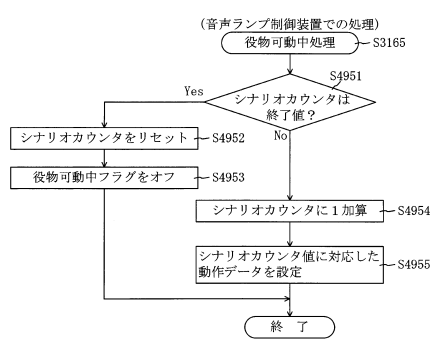 (音声ランプ制御装置での処理)
役物可動中処理
S3165
S4951
Yes
シナリオカウンタは
終了値?
シナリオカウンタをリセット
S4952
No
役物可動中フラグをオフ
S4953
シナリオカウンタに1加算
S4954
シナリオカウンタ値に対応した
動作データを設定
S4955
終 了